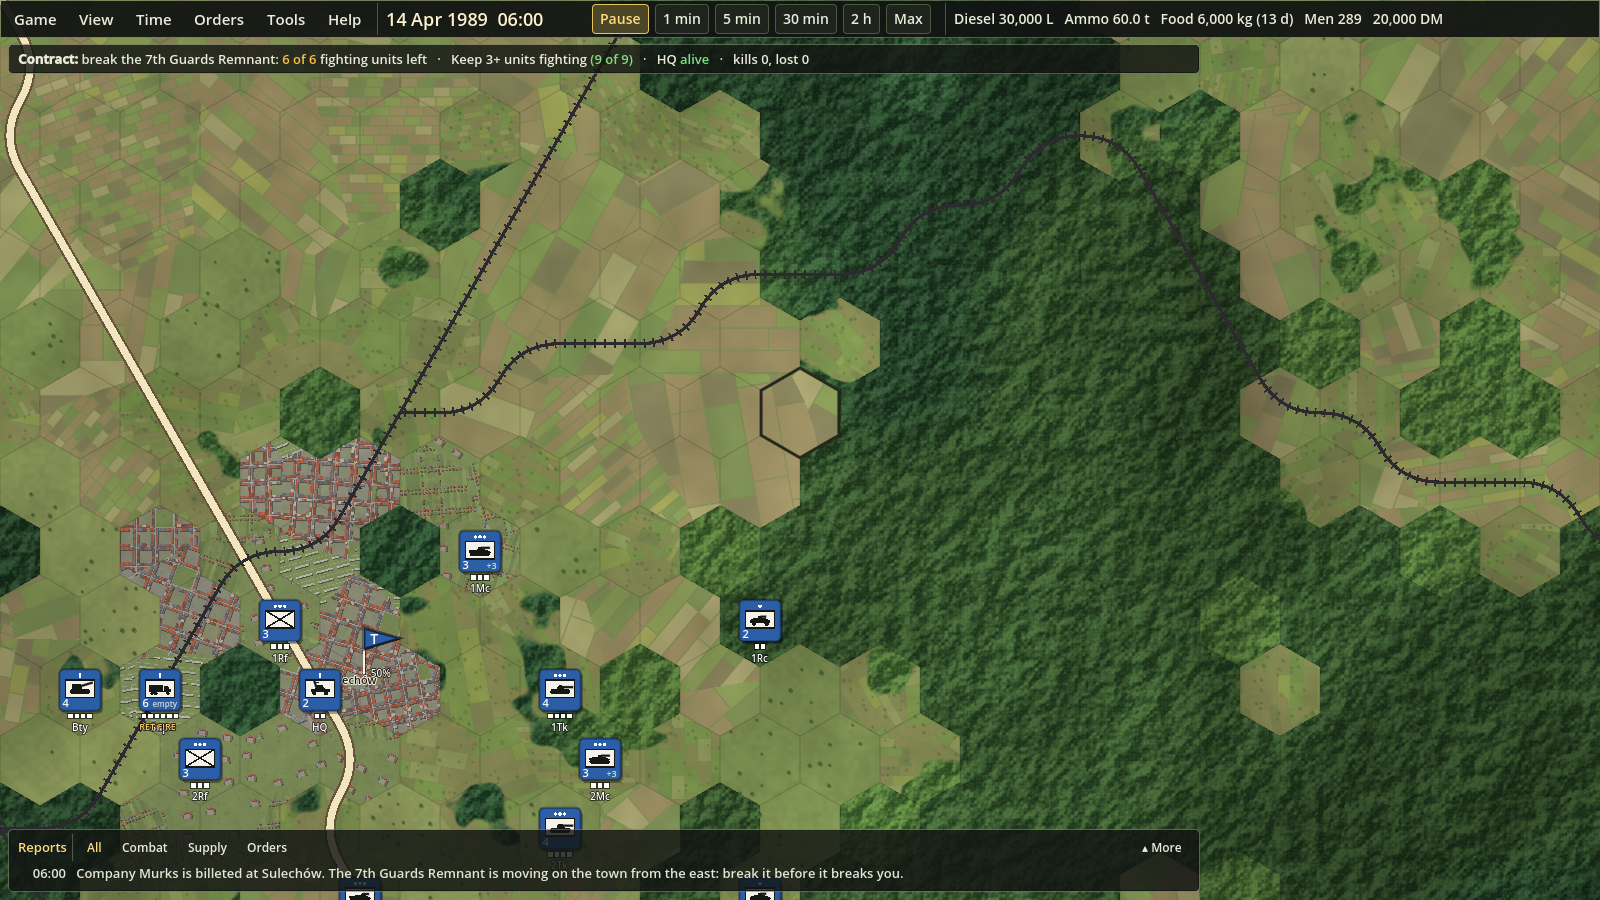 Game View Time Orders Tools Help 14 Apr 1989 06:00 Pause 1 min 5 min 30 min 2 h Max Diesel 30,000 L Ammo 60.0 t Food 6,000 kg (13 d) Men 289 20,000 DM
Contract: break the 7th Guards Remnant: 6 of 6 fighting units left · Keep 3+ units fighting (9 of 9) · HQ alive · kills 0, lost 0
3 +3
1Mc
3
1Rf
T
2
1Rc
50%
4
Bty
6 empty
2
HQ
4
1Tk
3
2Rf
3 +3
2Mc
4
Reports All Combat Supply Orders ▴ More
06:00 Company Murks is billeted at Sulechów. The 7th Guards Remnant is moving on the town from the east: break it before it breaks you.